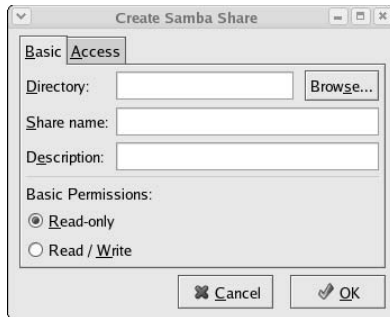 Create Samba Share
Basic Access
Directory: Browse...
Share name:
Description:
Basic Permissions:
Read-only
Read / Write
Cancel OK